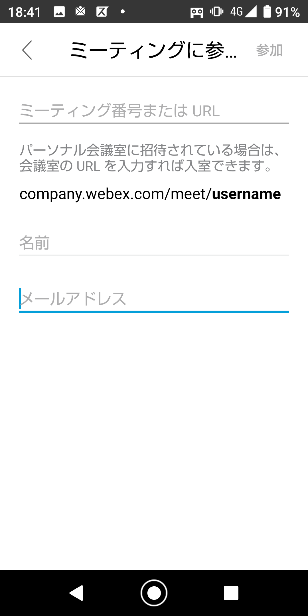 18:41 4G 91%
ミーティングに参... 参加
ミーティング番号または URL
パーソナル会議室に招待されている場合は、
会議室の URL を入力すれば入室できます。
company.webex.com/meet/username
名前
メールアドレス